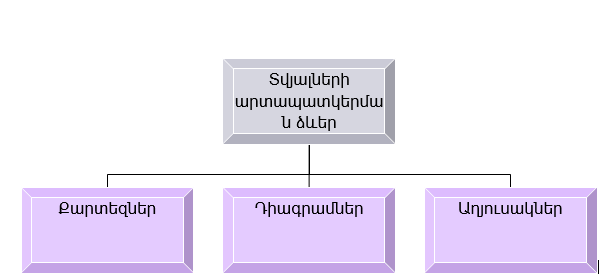 Տվյալների
արտապատկերմա
ն ձևեր
Քարտեզներ
Դիագրամներ
Աղյուսակներ